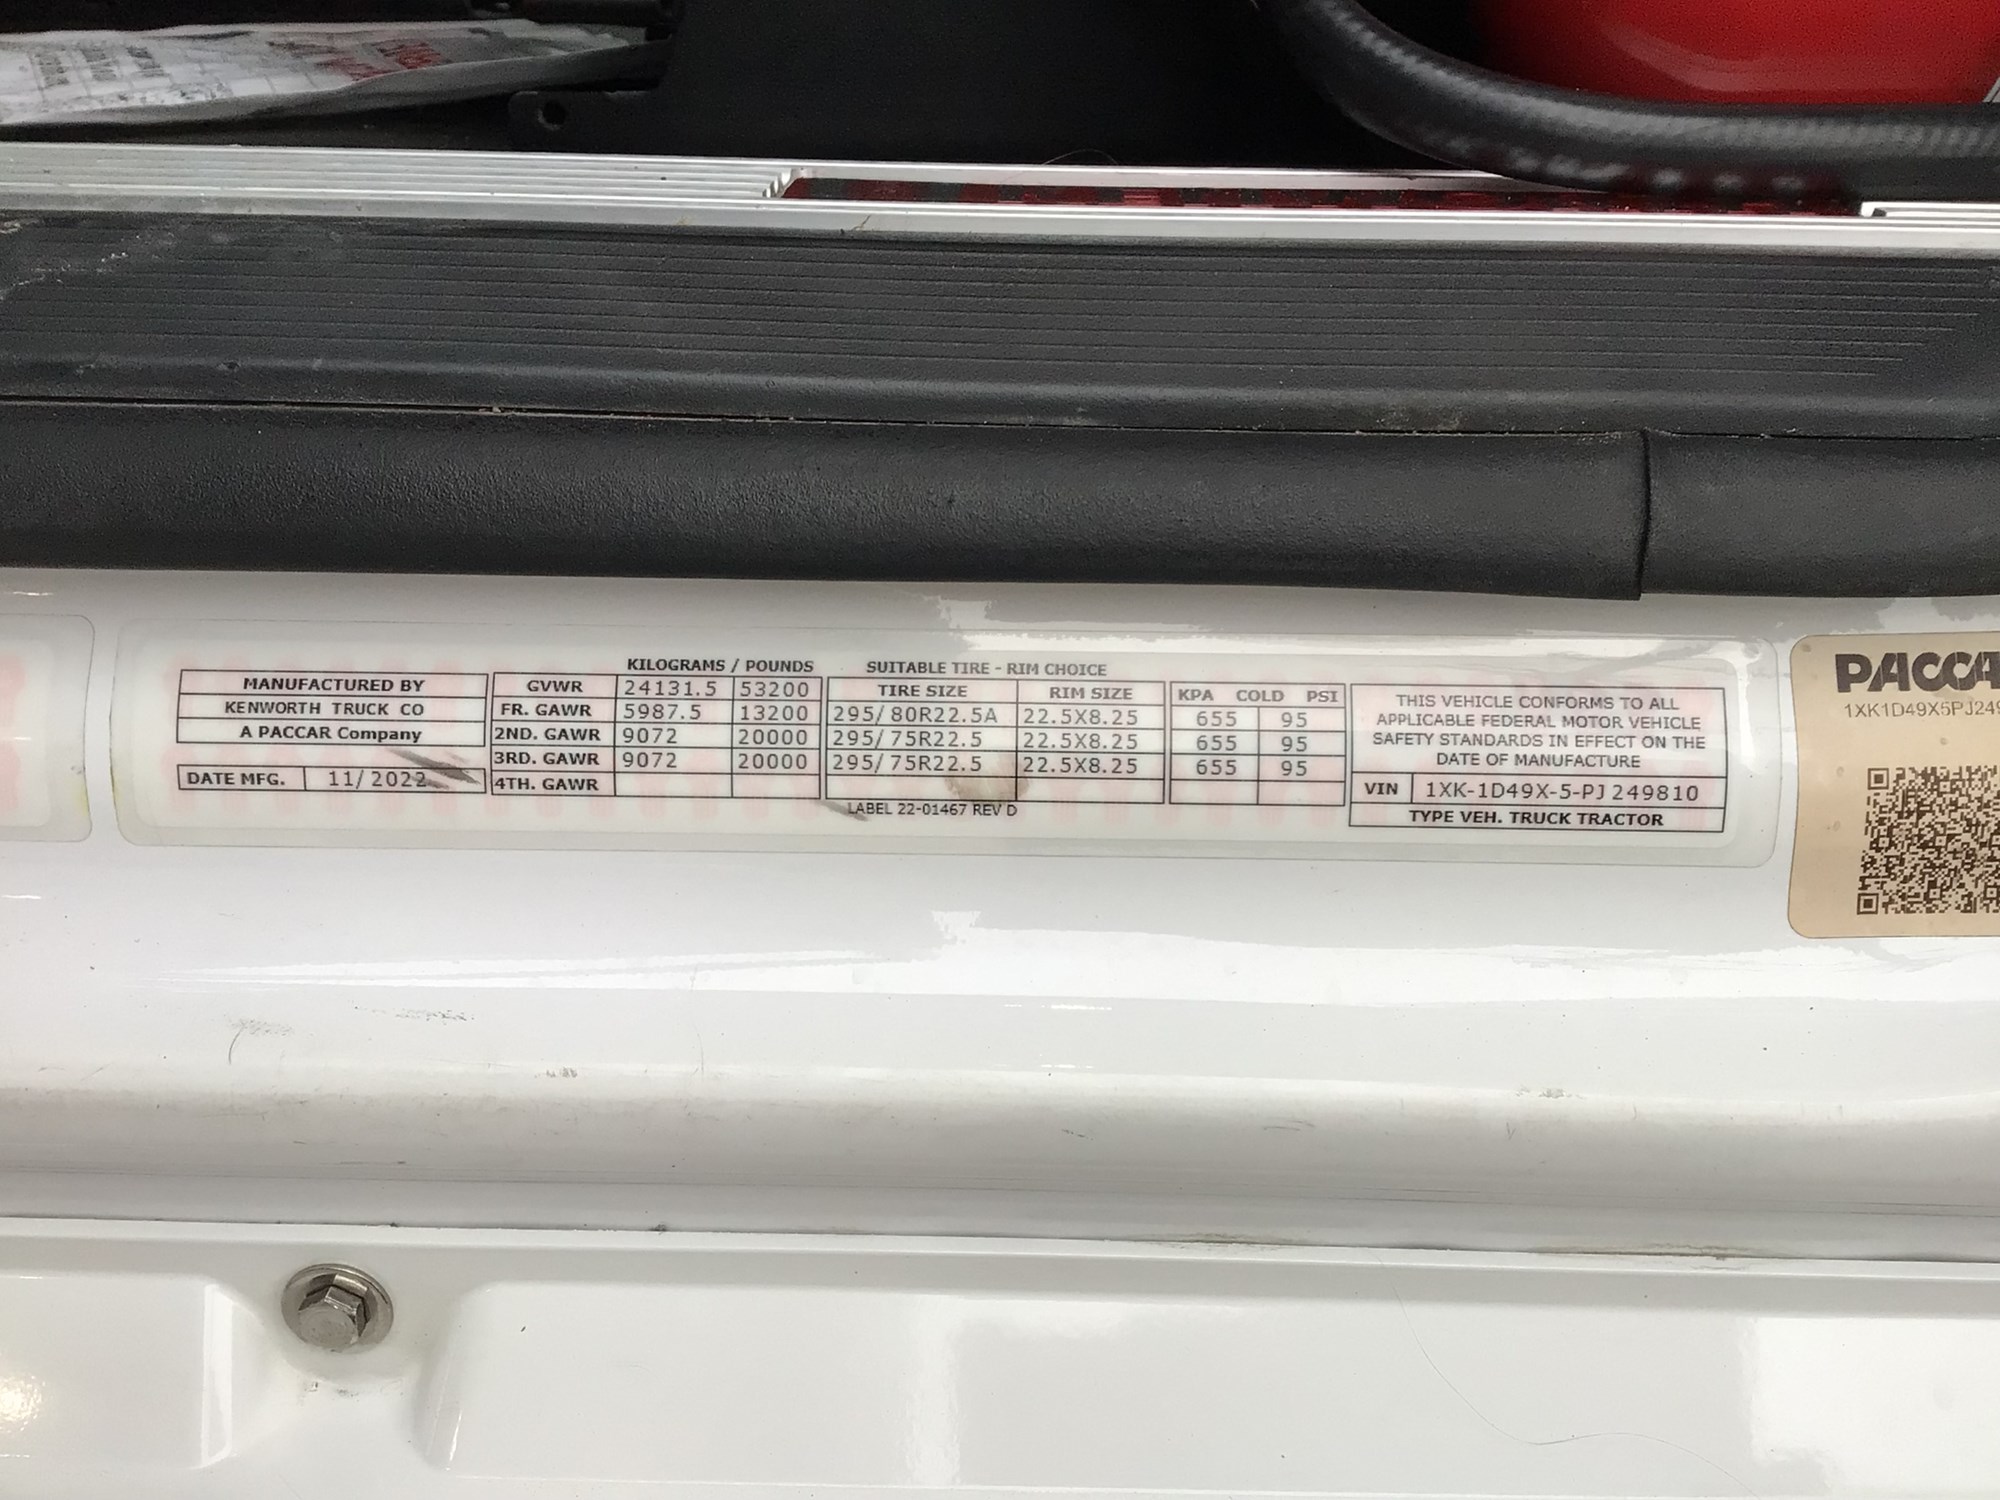 KILOGRAMS / POUNDS SUITABLE TIRE - RIM CHOICE
MANUFACTURED BY
KENWORTH TRUCK CO
A PACCAR Company
DATE MFG. 11/2022
GVWR 24131.5 53200
FR. GAWR 5987.5 13200
2ND. GAWR 9072 20000
3RD. GAWR 9072 20000
4TH. GAWR
TIRE SIZE RIM SIZE
295/80R22.5A 22.5X8.25
295/75R22.5 22.5X8.25
295/75R22.5 22.5X8.25
LABEL 22-01467 REV D
KPA COLD PSI
655 95
655 95
655 95
THIS VEHICLE CONFORMS TO ALL
APPLICABLE FEDERAL MOTOR VEHICLE
SAFETY STANDARDS IN EFFECT ON THE
DATE OF MANUFACTURE
VIN 1XK-1D49X-5-PJ249810
TYPE VEH. TRUCK TRACTOR
PACCA
1XK1D49X5PJ249